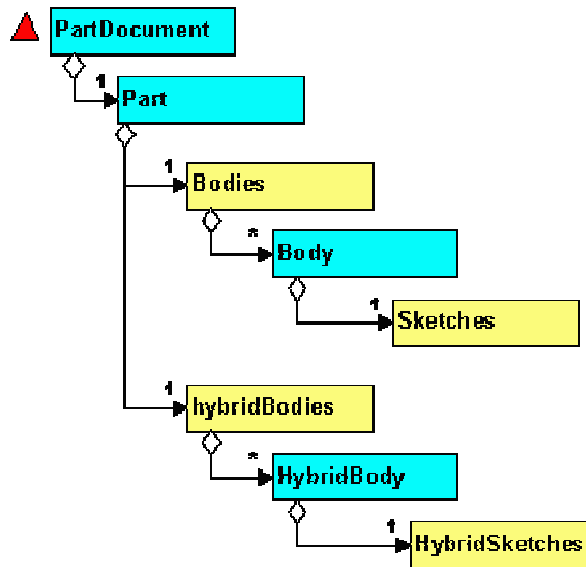 PartDocument
1
Part
1
Bodies
*
Body
1
Sketches
1
hybridBodies
*
HybridBody
1
HybridSketches